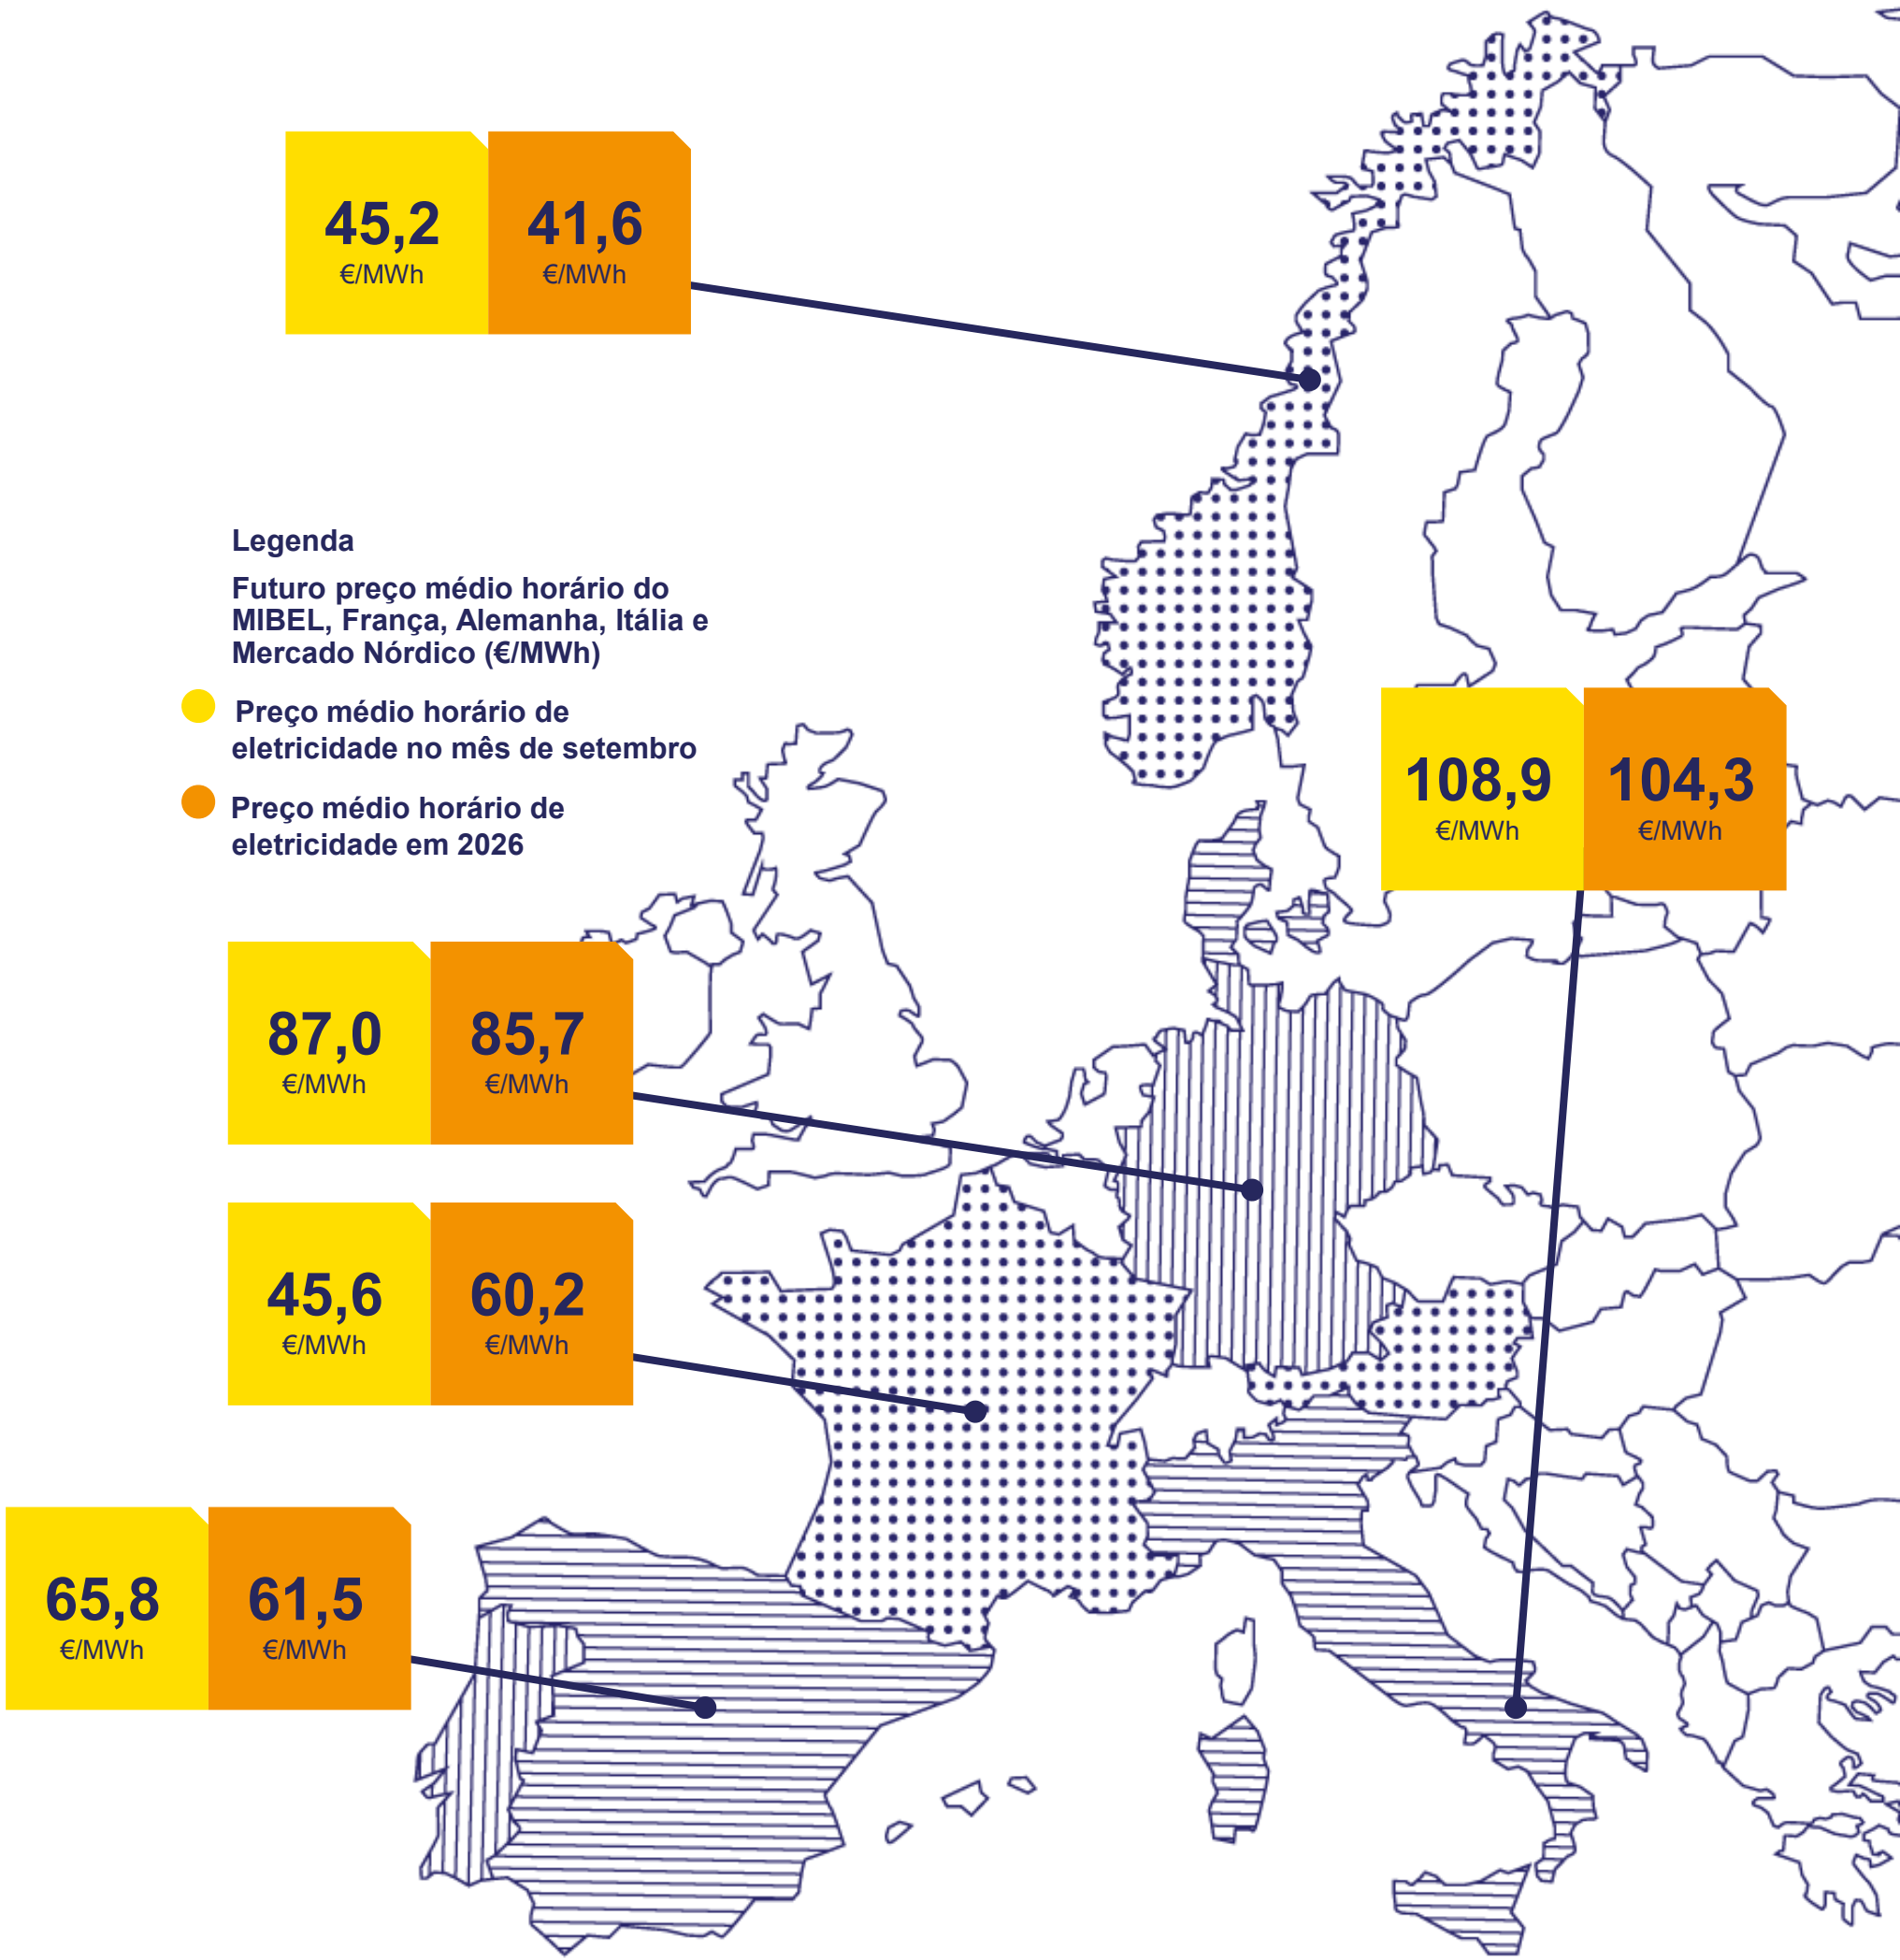 45,2
€/MWh
41,6
€/MWh
Legenda
Futuro preço médio horário do
MIBEL, França, Alemanha, Itália e
Mercado Nórdico (€/MWh)
Preço médio horário de
eletricidade no mês de setembro
Preço médio horário de
eletricidade em 2026
108,9
€/MWh
104,3
€/MWh
87,0
€/MWh
85,7
€/MWh
45,6
€/MWh
60,2
€/MWh
65,8
€/MWh
61,5
€/MWh